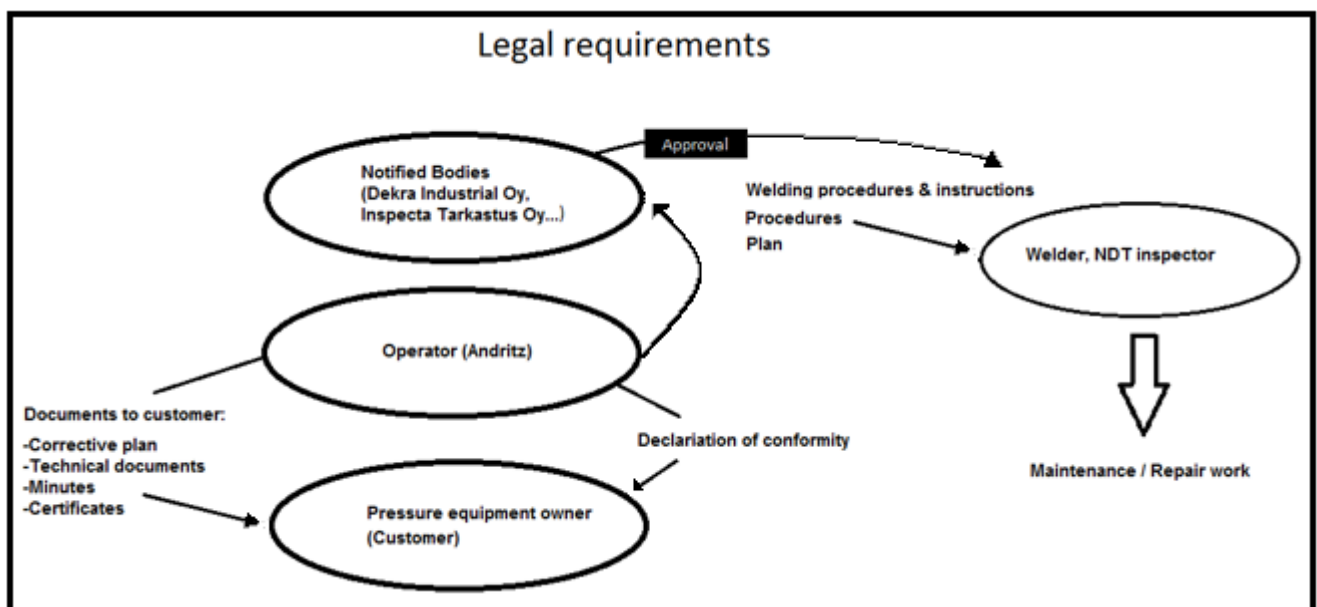 Legal requirements
Approval
Notified Bodies
(Dekra Industrial Oy,
Inspecta Tarkastus Oy...)
Welding procedures & instructions
Procedures
Plan
Welder, NDT inspector
Operator (Andritz)
Documents to customer:
-Corrective plan
-Technical documents
-Minutes
-Certificates
Declariation of conformity
Maintenance / Repair work
Pressure equipment owner
(Customer)